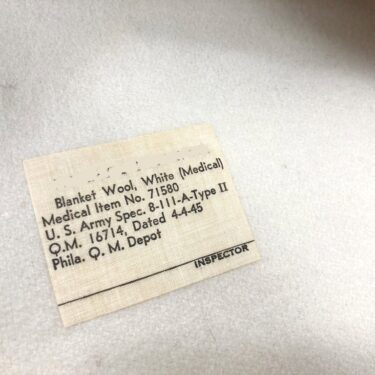 Blanket Wool, White (Medical)
Medical Item No. 71580
U. S. Army Spec. 8-111-A-Type II
Q.M. 16714, Dated 4-4-45
Phila. Q. M. Depot
INSPECTOR